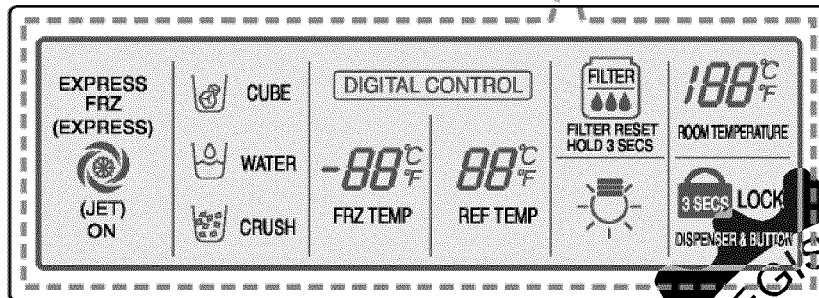 EXPRESS
FRZ
(EXPRESS)
(JET)
ON
CUBE
WATER
CRUSH
DIGITAL CONTROL
-88°C
°F
FRZ TEMP
88°C
°F
REF TEMP
FILTER
FILTER RESET
HOLD 3 SECS
188°C
°F
ROOM TEMPERATURE
3 SECS LOCK
DISPENSER & BUTTON